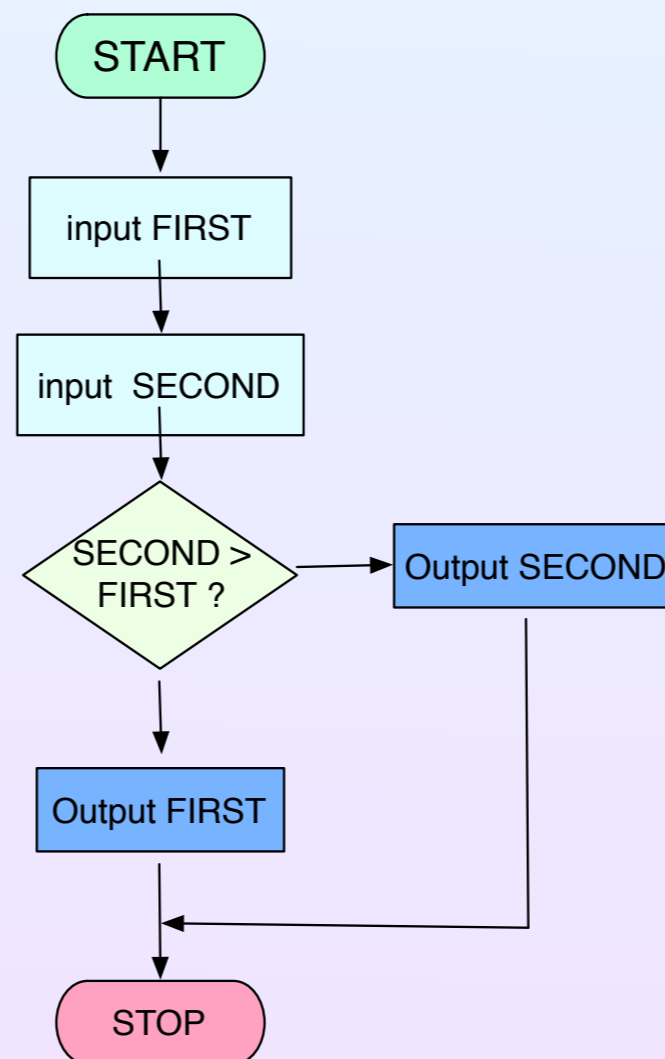 START
input FIRST
input  SECOND
SECOND >
FIRST ?
Output SECOND
Output FIRST
STOP